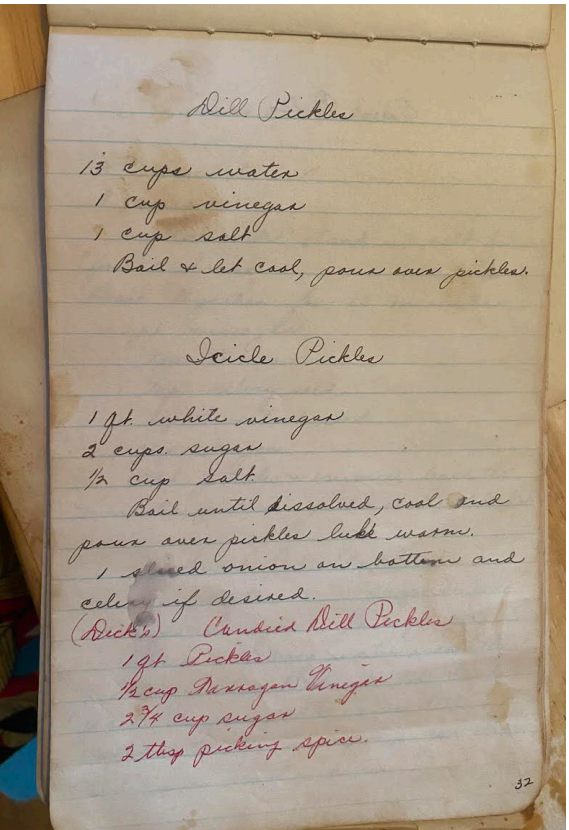 Dill Pickles
13 cups water
1 cup vinegar
1 cup salt
Boil & let cool, pour over pickles.
Icicle Pickles
1 qt. white vinegar
2 cups. sugar
1/2 cup salt.
Boil until dissolved, cool and
pour over pickles luke warm.
1 sliced onion on bottom and
celery if desired.
(Dick's) Candied Dill Pickles
1 qt Pickles
1/2 cup Tarragon Vinegar
2 3/4 cup sugar
2 tbsp picking spice.
32